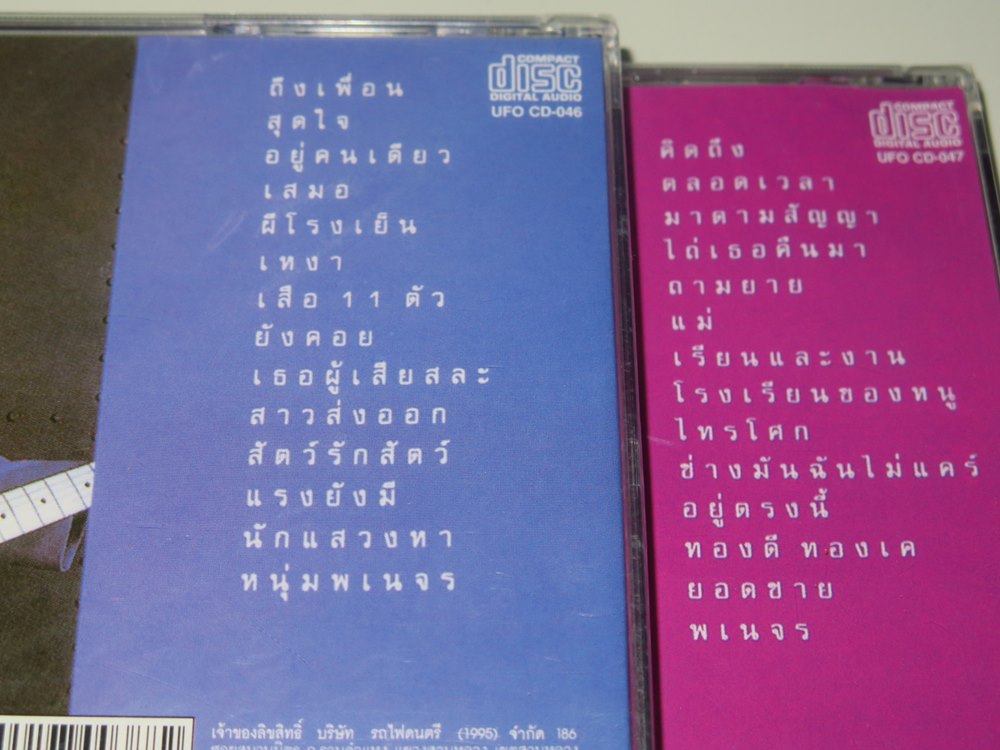 COMPACT
disc
DIGITAL AUDIO
UFO CD-046
ถึงเพื่อน
สุดใจ
อยู่คนเดียว
เสมอ
ผีโรงเย็น
เหงา
เสือ 11 ตัว
ยังคอย
เธอผู้เสียสละ
สาวส่งออก
สัตว์รักสัตว์
แรงยังมี
นักแสวงหา
หนุ่มพเนจร
เจ้าของลิขสิทธิ์ บริษัท รถไฟดนตรี (1995) จำกัด 186
COMPACT
disc
DIGITAL AUDIO
UFO CD-047
คิดถึง
ตลอดเวลา
มาตามสัญญา
ไถ่เธอคืนมา
ถามยาย
แม่
เรียนและงาน
โรงเรียนของหนู
ไทรโศก
ช่างมันฉันไม่แคร์
อยู่ตรงนี้
ทองดี ทองเค
ยอดชาย
พเนจร